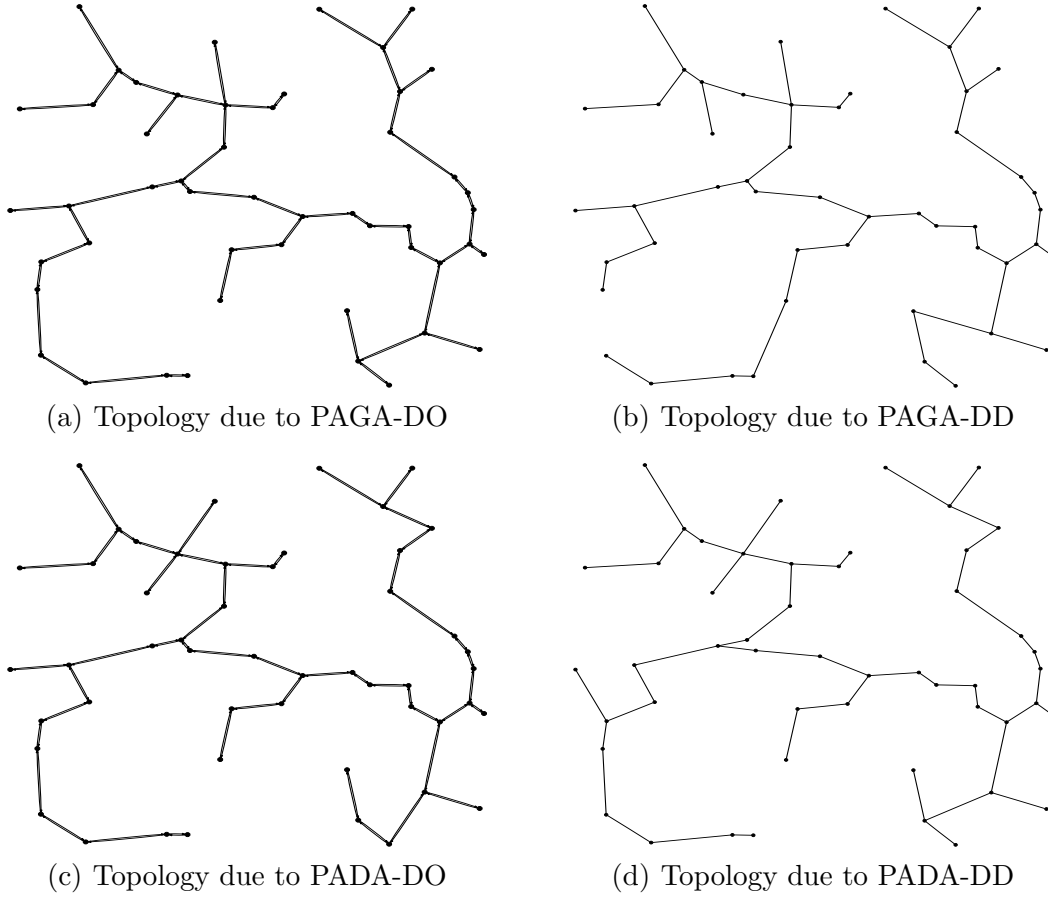 (a) Topology due to PAGA-DO
(b) Topology due to PAGA-DD
(c) Topology due to PADA-DO
(d) Topology due to PADA-DD